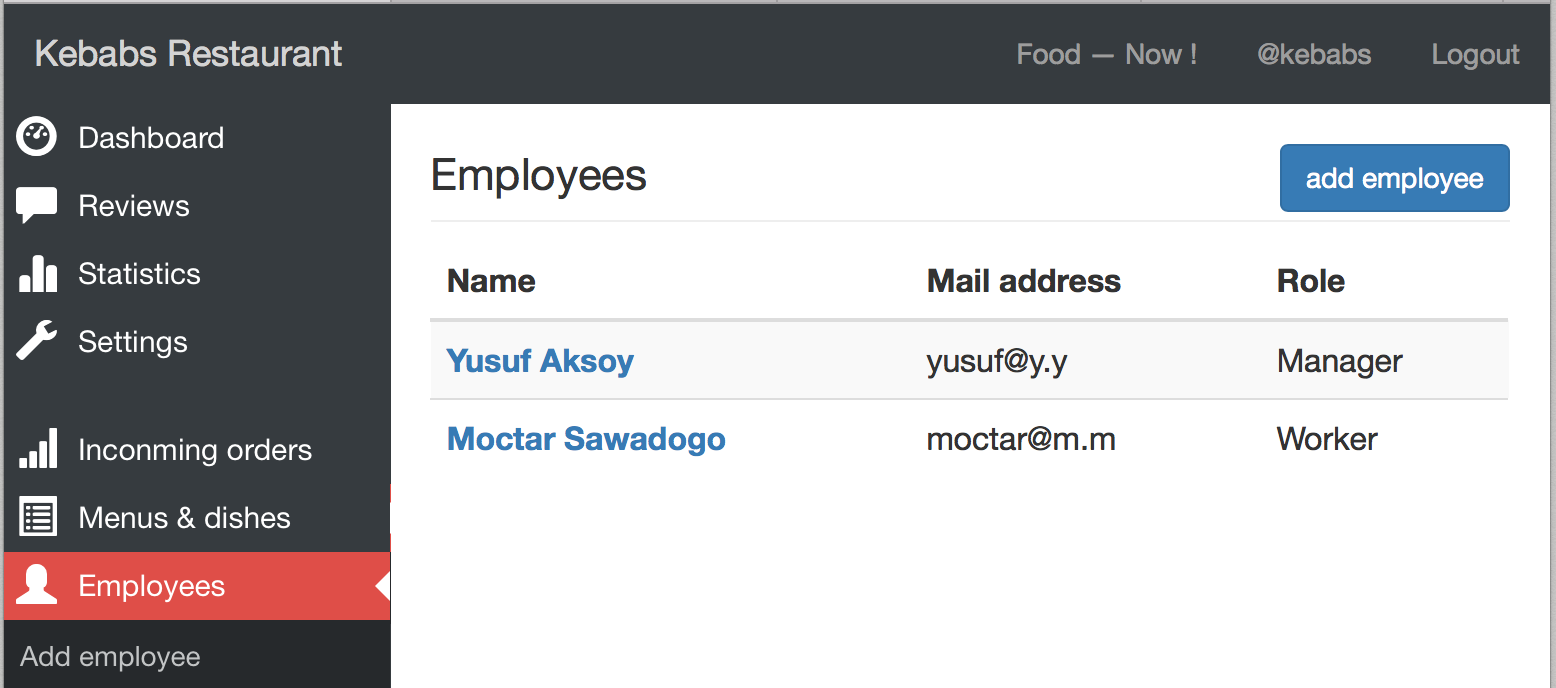 Kebabs Restaurant
Food — Now !
@kebabs
Logout
Dashboard
Reviews
Statistics
Settings
Inconming orders
Menus & dishes
Employees
Add employee
Employees
add employee
Name Mail address Role
Yusuf Aksoy yusuf@y.y Manager
Moctar Sawadogo moctar@m.m Worker